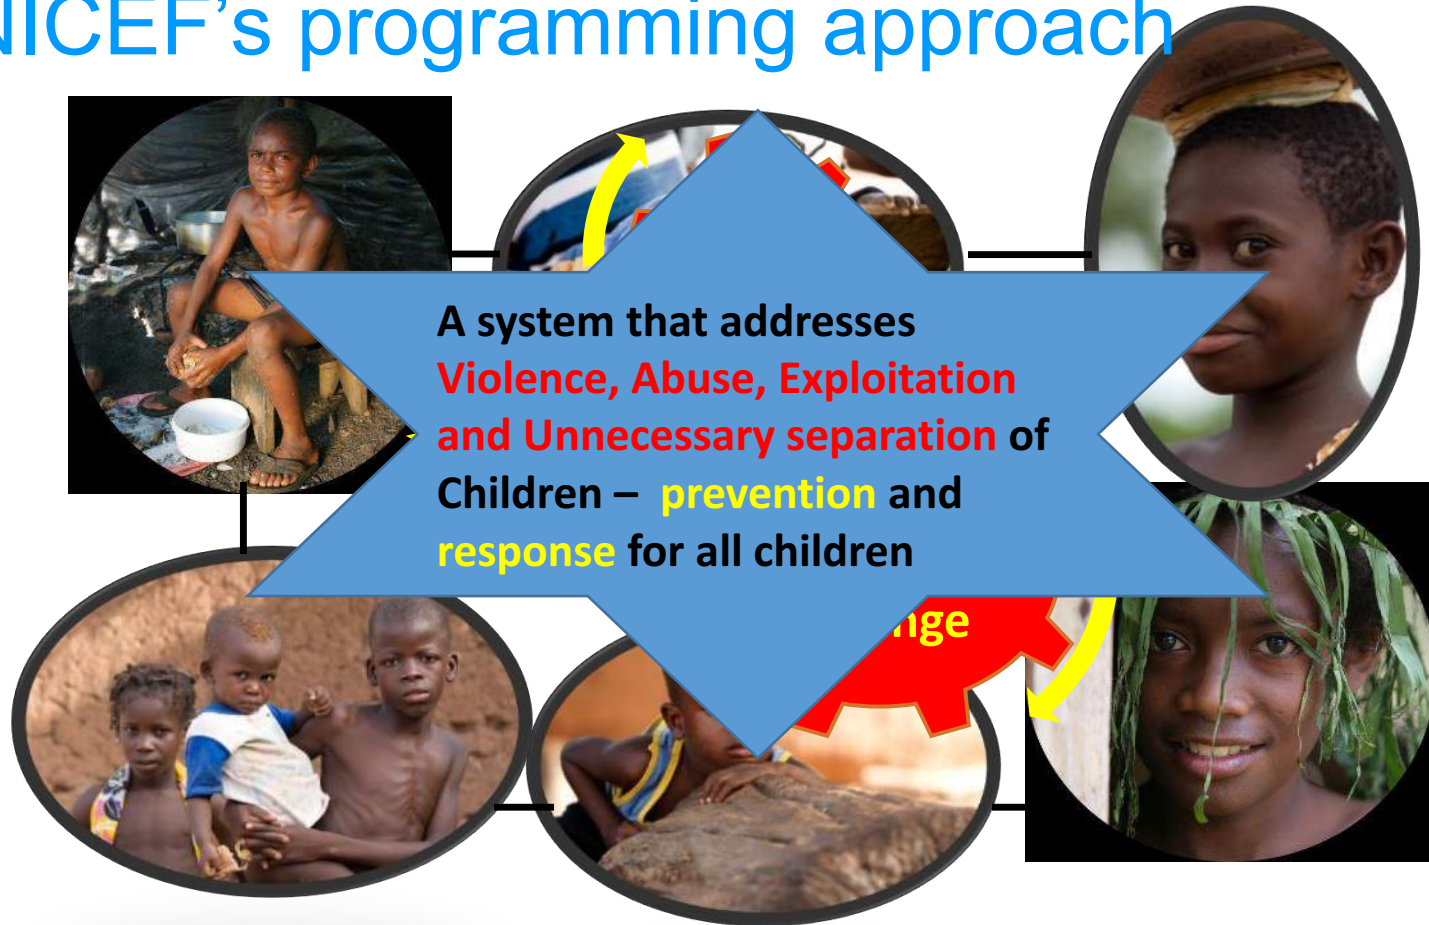 NICEF’s programming approach
A system that addresses
Violence, Abuse, Exploitation
and Unnecessary separation of
Children – prevention and
response for all children
nge